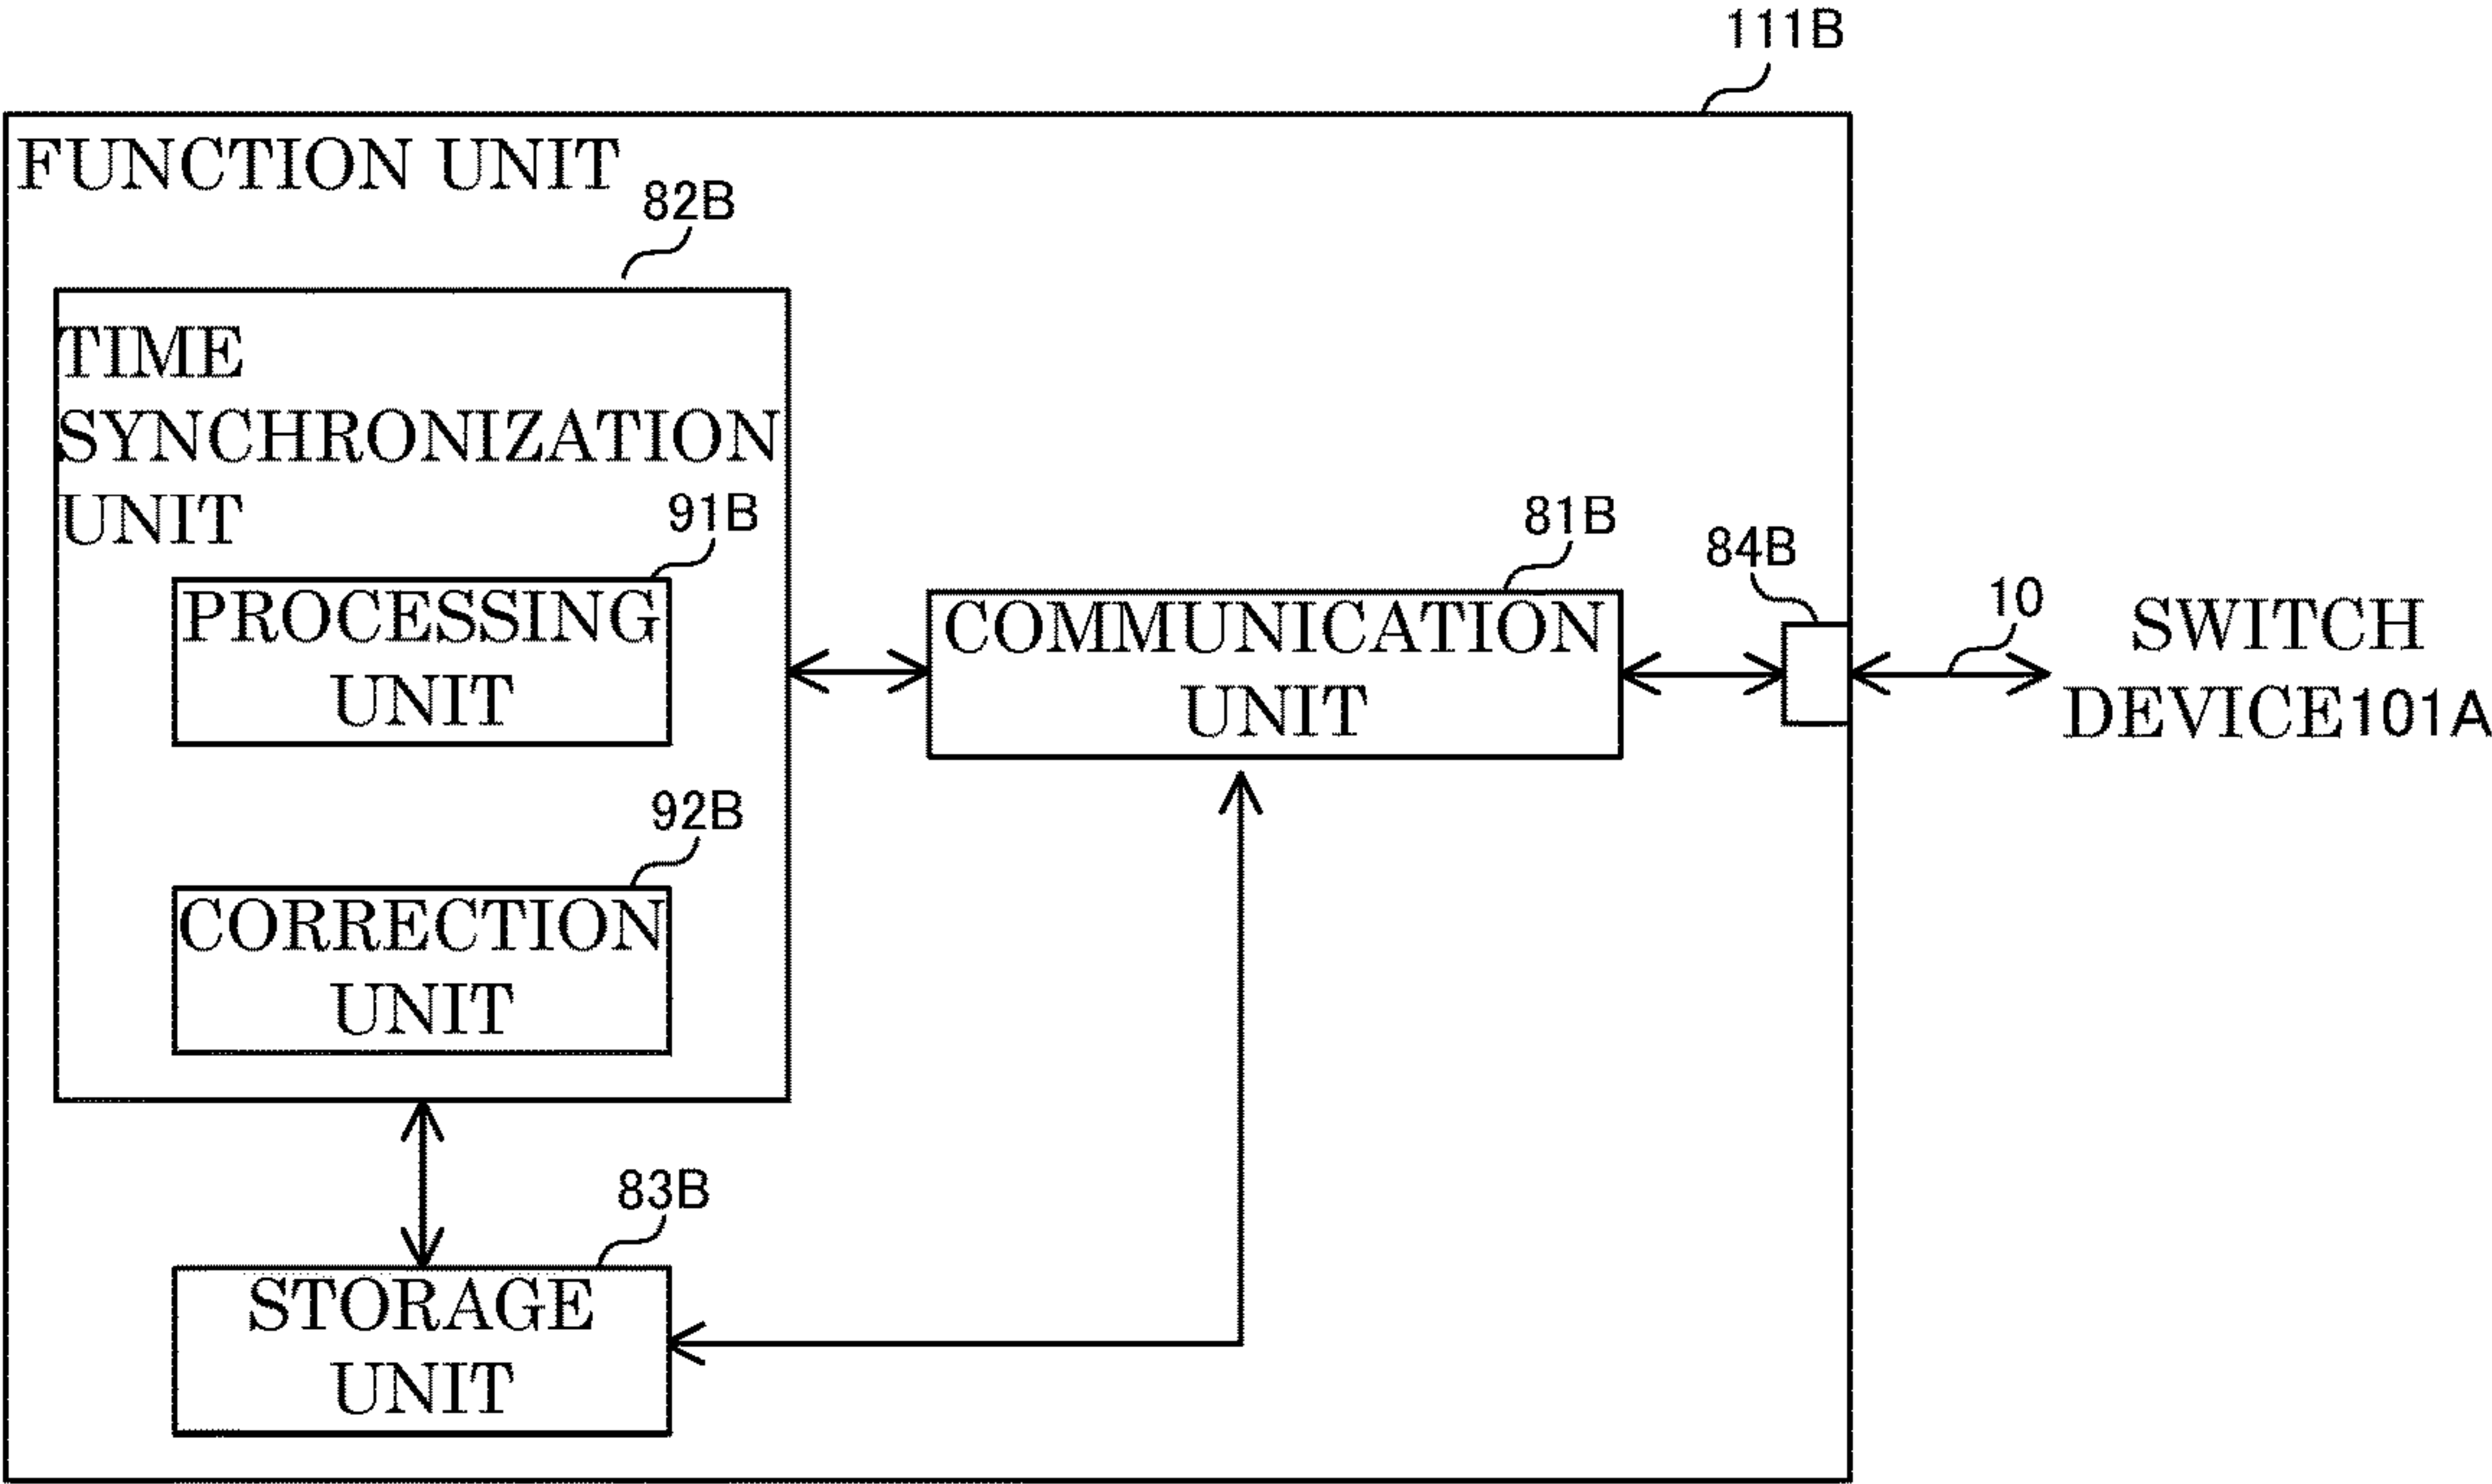 111B
FUNCTION UNIT
82B
TIME
SYNCHRONIZATION
UNIT
91B
PROCESSING
UNIT
92B
CORRECTION
UNIT
83B
STORAGE
UNIT
81B
COMMUNICATION
UNIT
84B
10
SWITCH
DEVICE101A